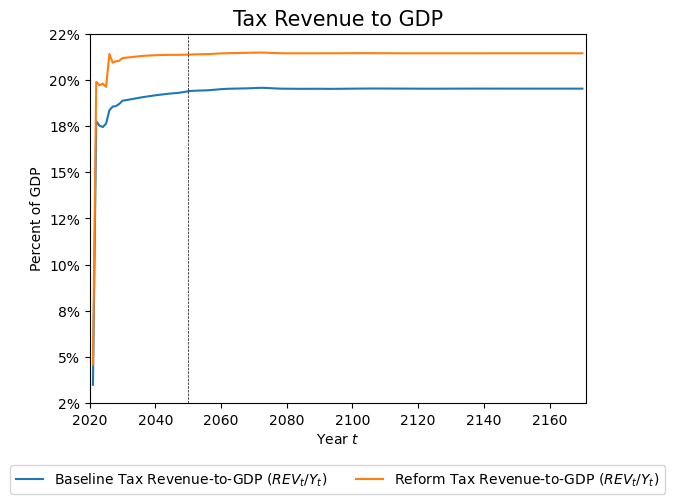 Tax Revenue to GDP
22%
20%
18%
15%
12%
10%
8%
5%
2%
Percent of GDP
2020 2040 2060 2080 2100 2120 2140 2160
Year t
Baseline Tax Revenue-to-GDP (REVₜ/Yₜ) Reform Tax Revenue-to-GDP (REVₜ/Yₜ)